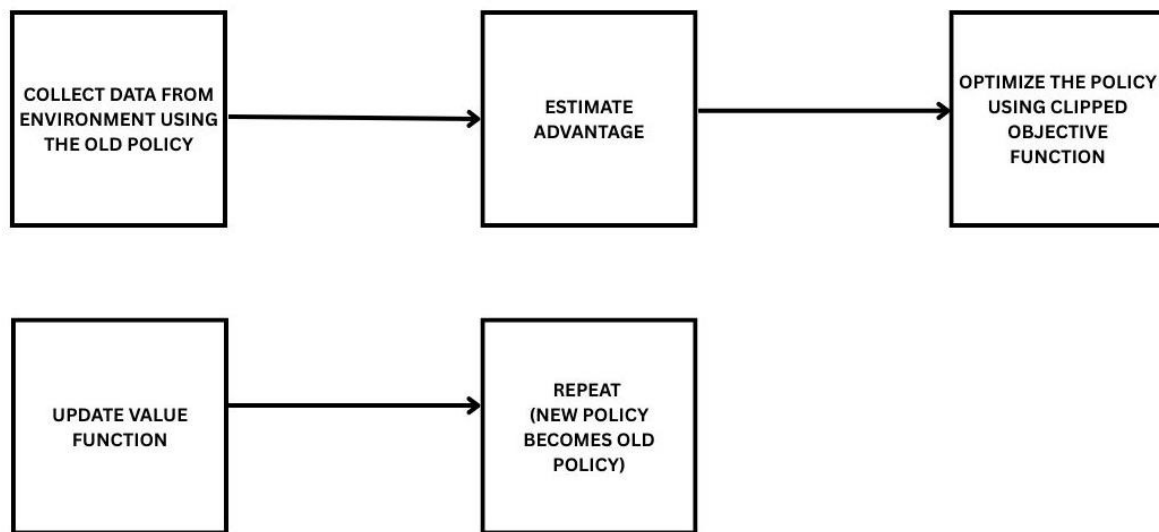 COLLECT DATA FROM
ENVIRONMENT USING
THE OLD POLICY
ESTIMATE
ADVANTAGE
OPTIMIZE THE POLICY
USING CLIPPED
OBJECTIVE
FUNCTION
UPDATE VALUE
FUNCTION
REPEAT
(NEW POLICY
BECOMES OLD
POLICY)